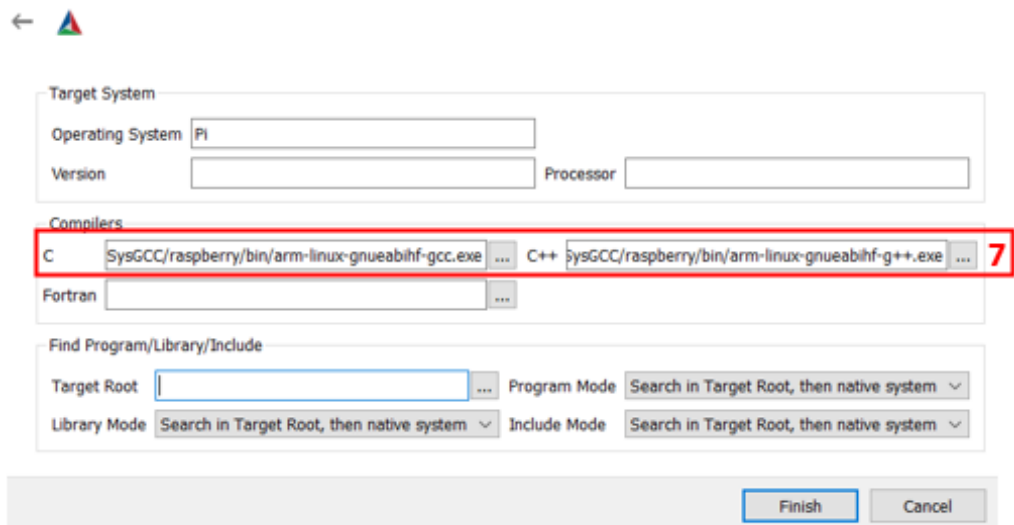 Target System
Operating System Pi
Version Processor
Compilers
C SysGCC/raspberry/bin/arm-linux-gnueabihf-gcc.exe ... C++ SysGCC/raspberry/bin/arm-linux-gnueabihf-g++.exe ... 7
Fortran ...
Find Program/Library/Include
Target Root ... Program Mode Search in Target Root, then native system
Library Mode Search in Target Root, then native system Include Mode Search in Target Root, then native system
Finish Cancel